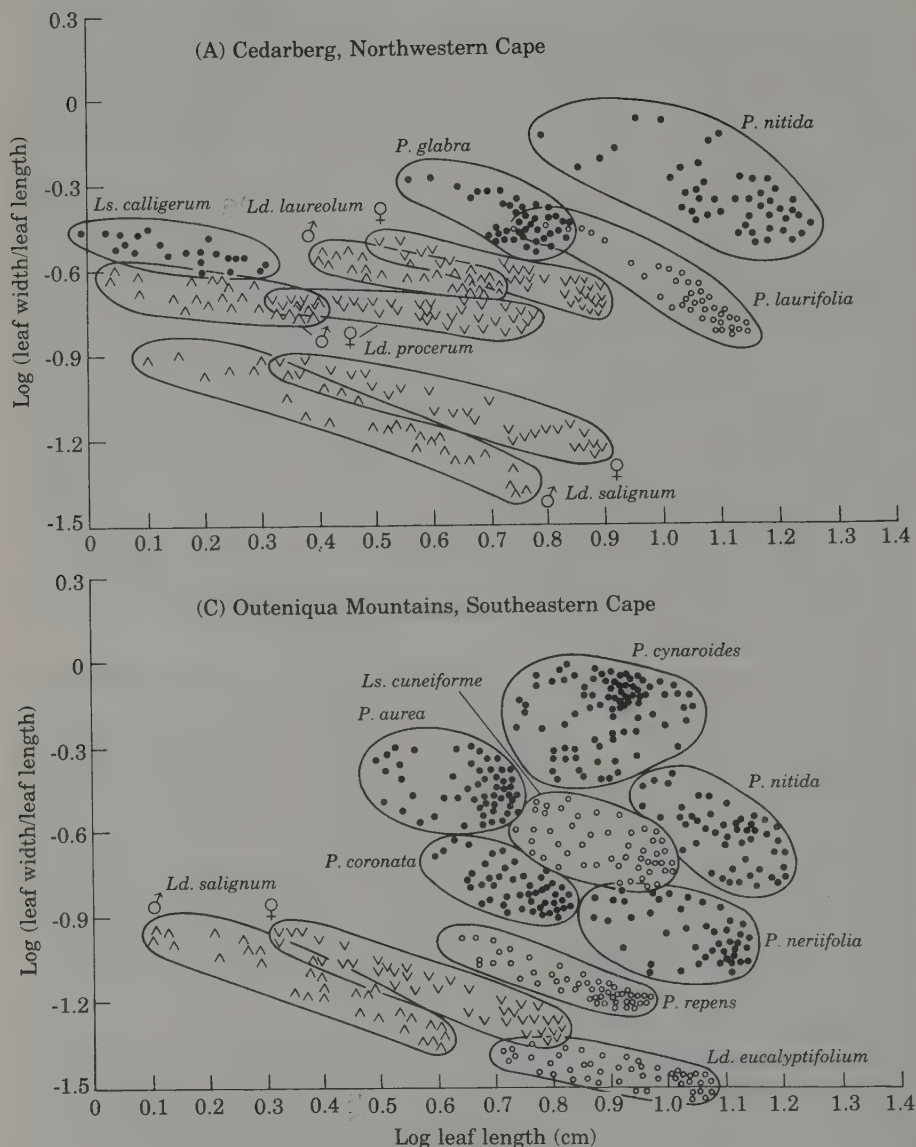 (A) Cedarberg, Northwestern Cape
0.3
0
-0.3
-0.6
-0.9
-1.2
-1.5
Log (leaf width/leaf length)
P. nitida
P. glabra
Ls. calligerum
Ld. laureolum
♀
♂
P. laurifolia
♂ ♀
Ld. procerum
♀
♂ Ld. salignum
0 0.1 0.2 0.3 0.4 0.5 0.6 0.7 0.8 0.9 1.0 1.1 1.2 1.3 1.4
(C) Outeniqua Mountains, Southeastern Cape
0.3
0
-0.3
-0.6
-0.9
-1.2
-1.5
Log (leaf width/leaf length)
P. cynaroides
Ls. cuneiforme
P. aurea
P. nitida
P. coronata
Ld. salignum
♂ ♀
P. neriifolia
P. repens
Ld. eucalyptifolium
0 0.1 0.2 0.3 0.4 0.5 0.6 0.7 0.8 0.9 1.0 1.1 1.2 1.3 1.4
Log leaf length (cm)